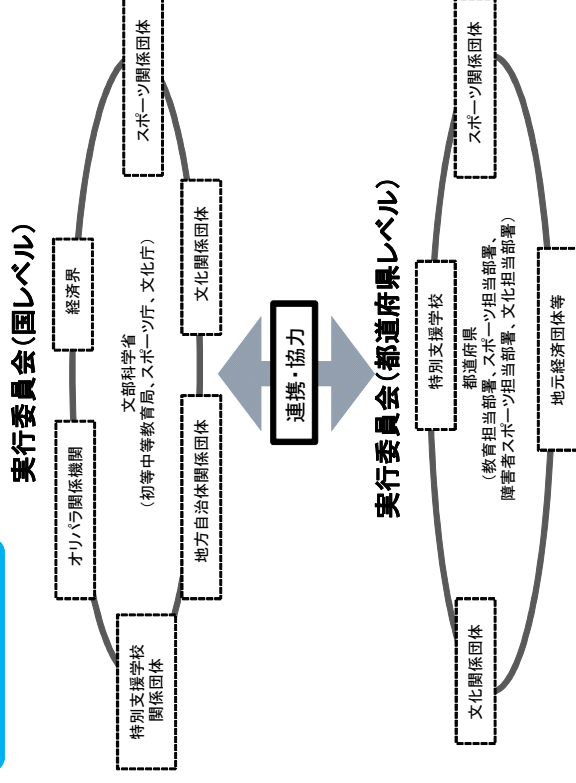 実行委員会（国レベル）
オリパラ関係機関
経済界
特別支援学校
関係団体
文部科学省
（初等中等教育局、スポーツ庁、文化庁）
スポーツ関係団体
地方自治体関係団体
文化関係団体
連携・協力
実行委員会（都道府県レベル）
特別支援学校
文化関係団体
都道府県
（教育担当部署、スポーツ担当部署、
障害者スポーツ担当部署、文化担当部署）
スポーツ関係団体
地元経済団体等